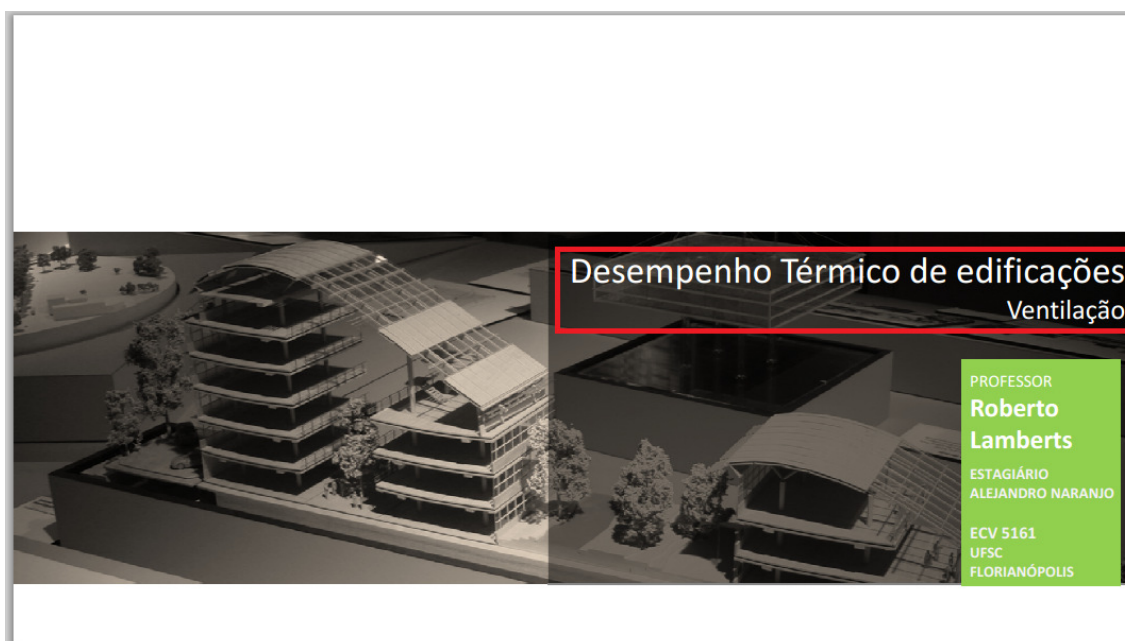 Desempenho Térmico de edificações
Ventilação
PROFESSOR
Roberto
Lamberts
ESTAGIÁRIO
ALEJANDRO NARANJO
ECV 5161
UFSC
FLORIANÓPOLIS